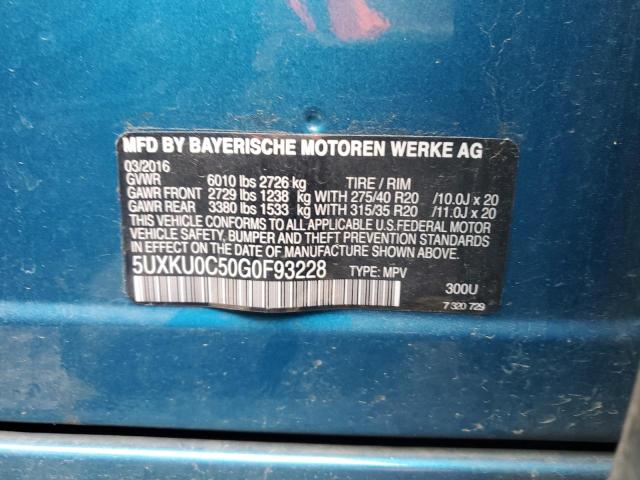 MFD BY BAYERISCHE MOTOREN WERKE AG
03/2016
GVWR 6010 lbs 2726 kg TIRE / RIM
GAWR FRONT 2729 lbs 1238 kg WITH 275/40 R20 /10.0J x 20
GAWR REAR 3380 lbs 1533 kg WITH 315/35 R20 /11.0J x 20
THIS VEHICLE CONFORMS TO ALL APPLICABLE U.S.FEDERAL MOTOR
VEHICLE SAFETY, BUMPER AND THEFT PREVENTION STANDARDS
IN EFFECT ON DATE OF MANUFACTURE SHOWN ABOVE.
5UXKU0C50G0F93228 TYPE: MPV
300U
7 320 729